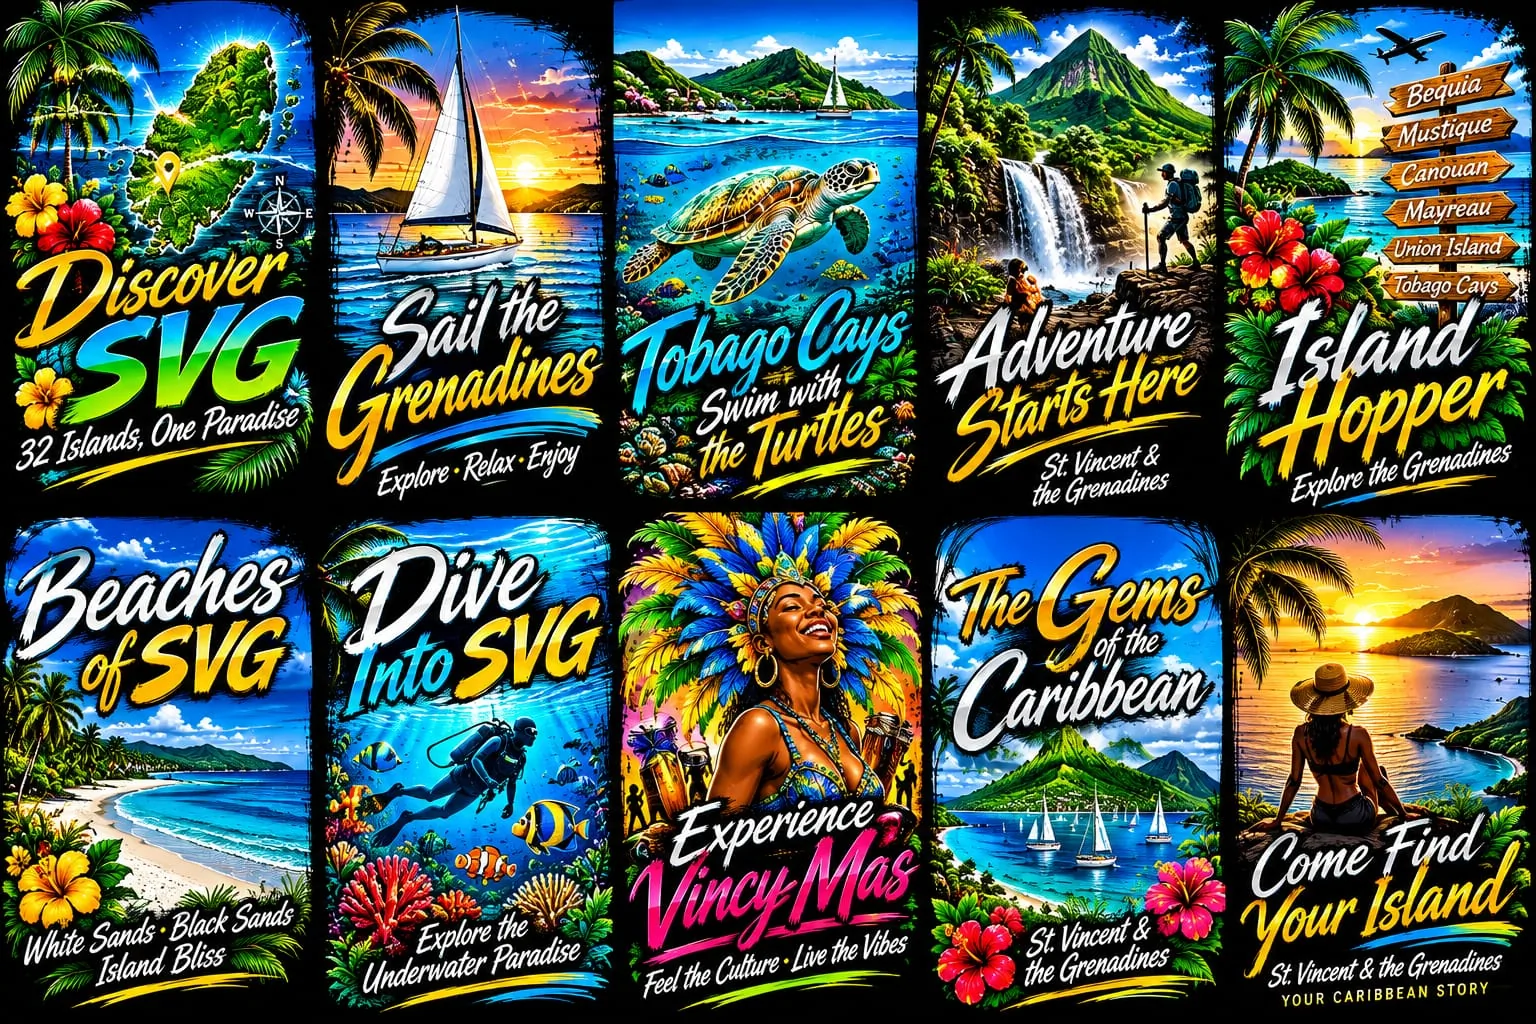 Discover
SVG
32 Islands, One Paradise
N
W
E
S
Sail the
Grenadines
Explore · Relax · Enjoy
Tobago Cays
Swim with
the Turtles
Adventure
Starts Here
St. Vincent &
the Grenadines
Bequia
Mustique
Canouan
Mayreau
Union Island
Tobago Cays
Island
Hopper
Explore the Grenadines
Beaches
of SVG
White Sands · Black Sands
Island Bliss
Dive
Into SVG
Explore the
Underwater Paradise
Experience
Vincy Mas
Feel the Culture · Live the Vibes
The Gems
of the
Caribbean
St. Vincent &
the Grenadines
Come Find
Your Island
St. Vincent & the Grenadines
YOUR CARIBBEAN STORY